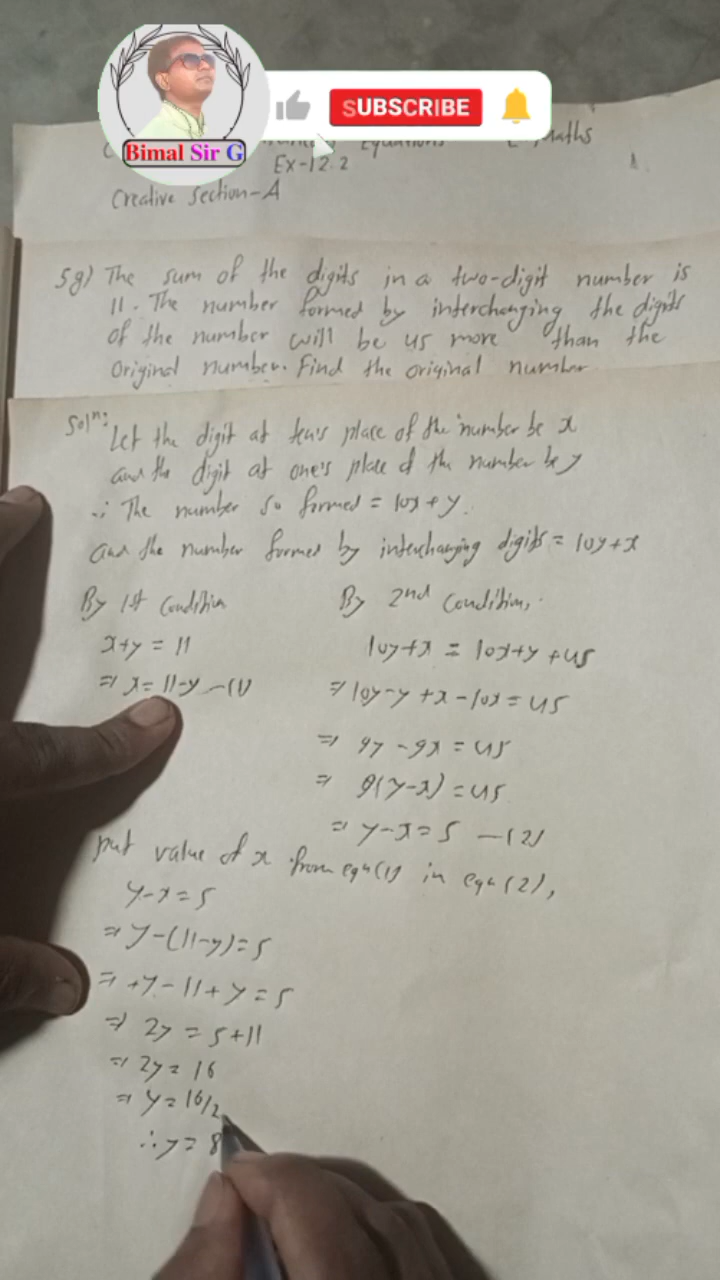 SUBSCRIBE
Bimal Sir G
Equations
Maths
Ex-12.2
Creative Section-A
5g) The sum of the digits in a two-digit number is
11. The number formed by interchanging the digits
of the number will be 45 more than the
Original number. Find the original number
Solⁿ:
Let the digit at ten's place of the number be x
and the digit at one's place of the number be y
∴ The number so formed = 10x+y.
and the number formed by interchanging digits = 10y+x
By 1st Condition
By 2nd Condition,
x+y = 11
⇒ x = 11-y —(1)
10y+x = 10x+y+45
⇒ 10y-y+x-10x = 45
⇒ 9y-9x = 45
⇒ 9(y-x) = 45
⇒ y-x = 5 —(2)
put value of x from eqn(1) in eqn(2),
y-x = 5
⇒ y-(11-y) = 5
⇒ +y-11+y = 5
⇒ 2y = 5+11
⇒ 2y = 16
⇒ y = 16/2
∴ y = 8